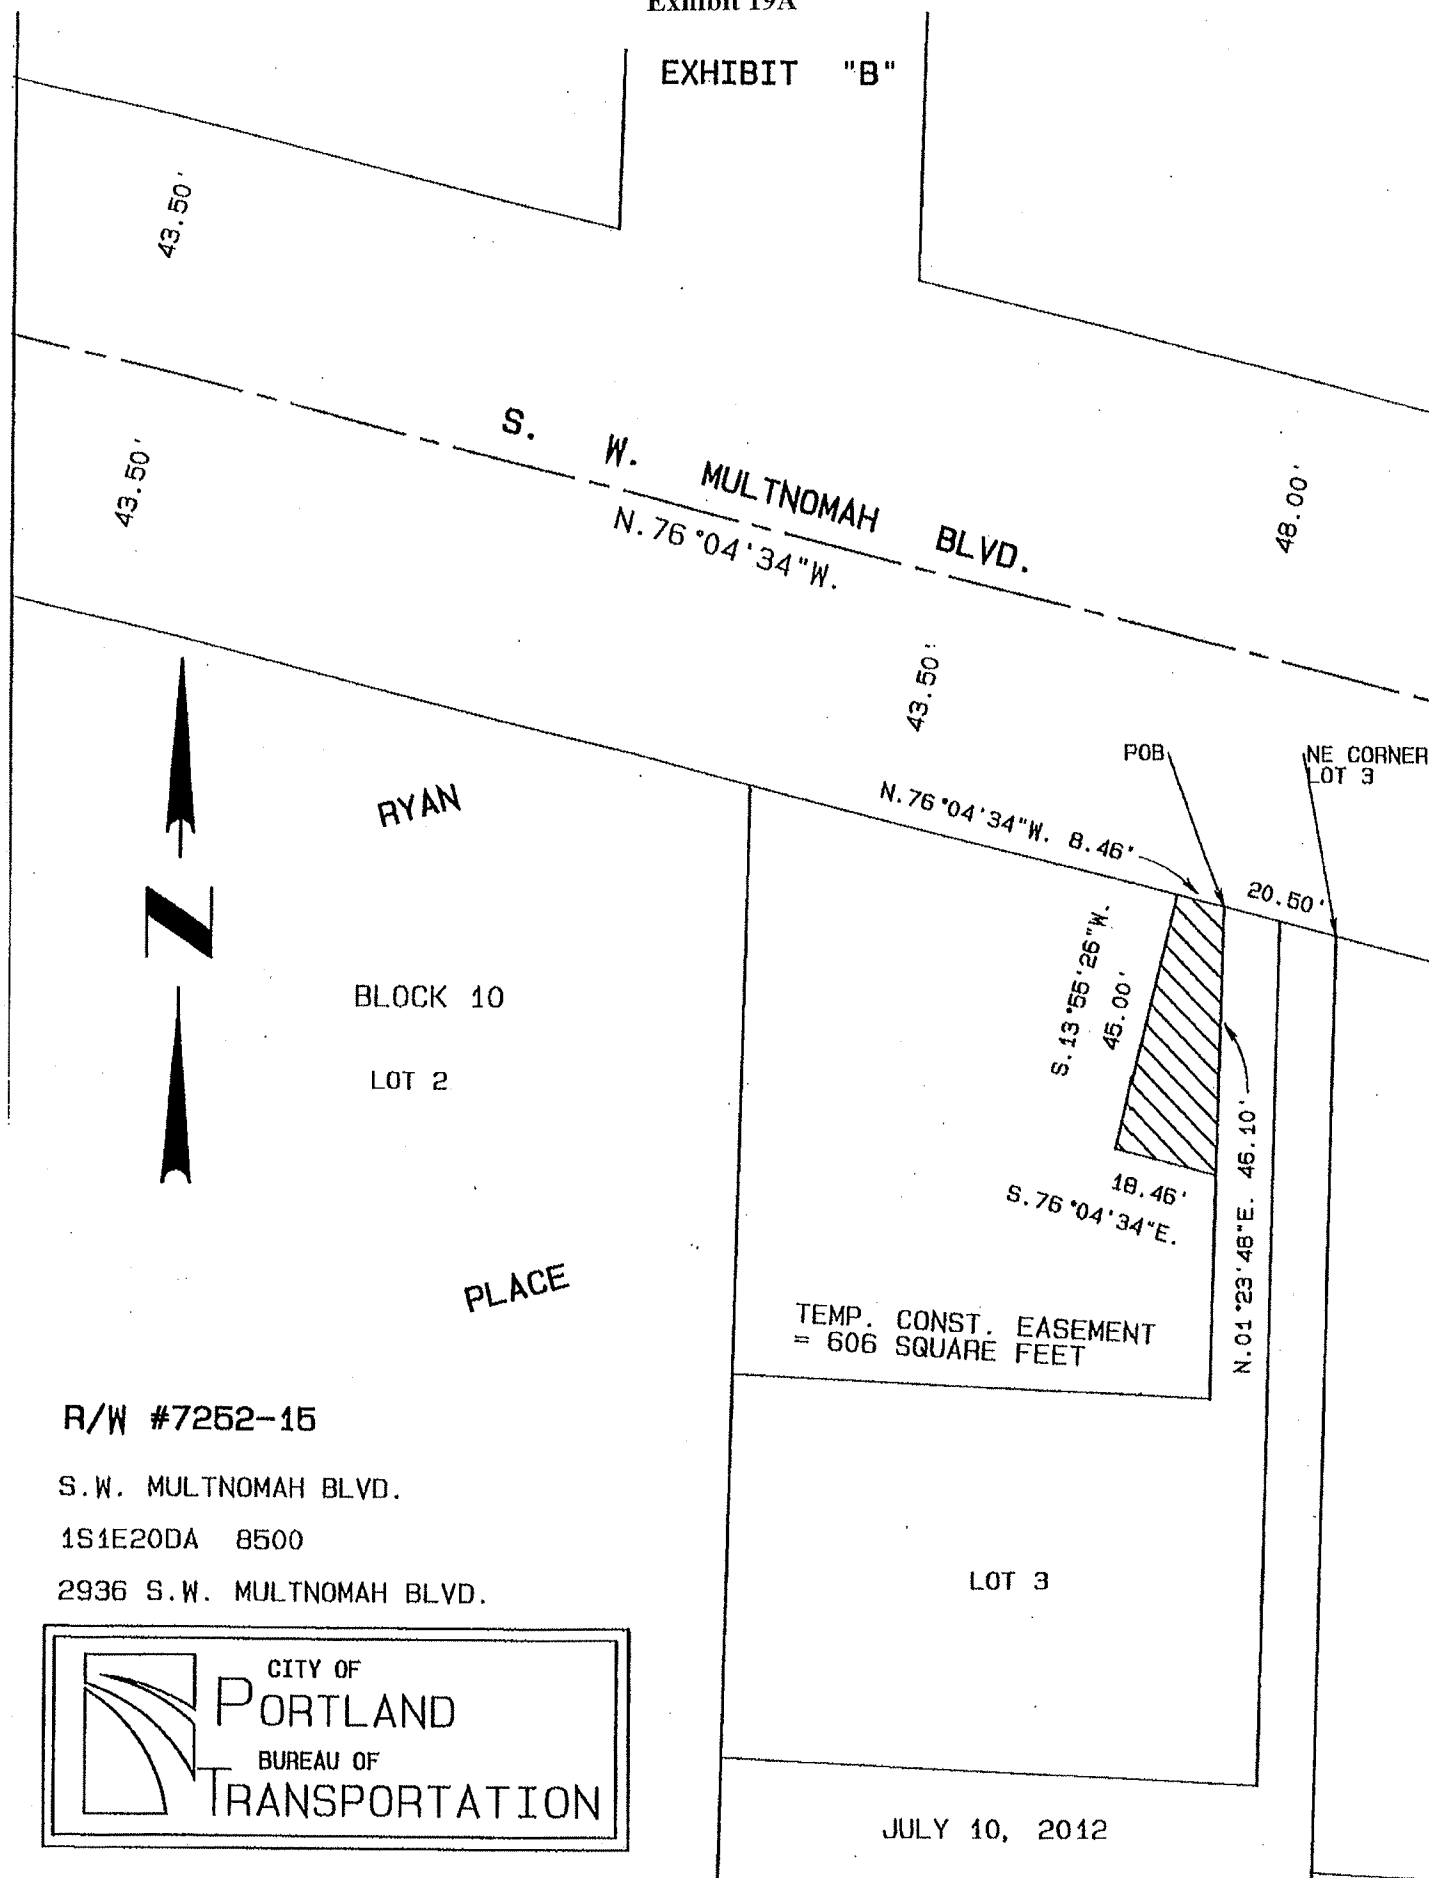 Exhibit 19A
EXHIBIT "B"
43.50'
43.50'
S. W. MULTNOMAH BLVD.
N.76°04'34"W.
48.00'
43.50'
POB
NE CORNER
LOT 3
N.76°04'34"W. 8.46'
20.50'
RYAN
S.13°55'26"W.
45.00'
BLOCK 10
LOT 2
18.46'
S.76°04'34"E.
N.01°23'48"E. 46.10'
PLACE
TEMP. CONST. EASEMENT
= 606 SQUARE FEET
R/W #7252-15
S.W. MULTNOMAH BLVD.
1S1E20DA 8500
2936 S.W. MULTNOMAH BLVD.
LOT 3
CITY OF
PORTLAND
BUREAU OF
TRANSPORTATION
JULY 10, 2012
N